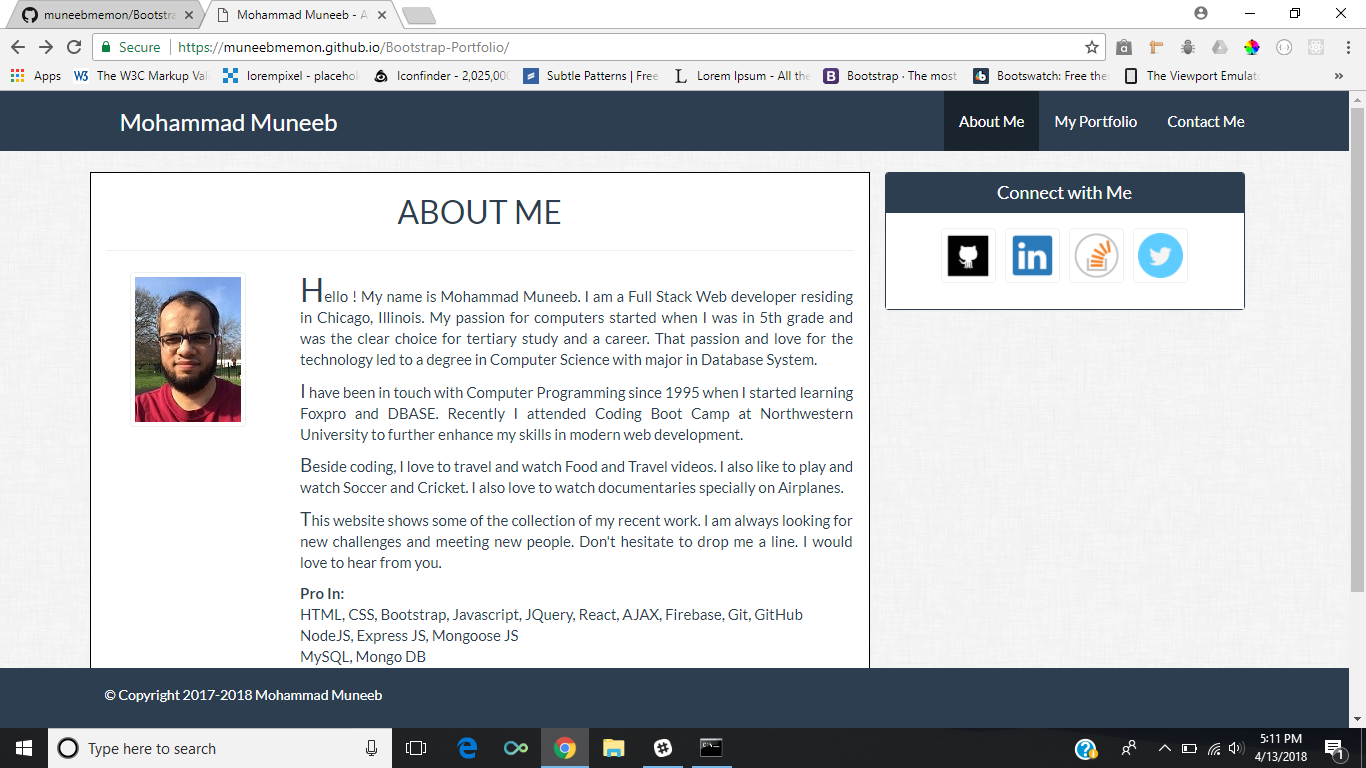 muneebmemon/Bootstra
Mohammad Muneeb - A
Secure
https://muneebmemon.github.io/Bootstrap-Portfolio/
Apps
The W3C Markup Vali
lorempixel - placehol
Iconfinder - 2,025,000
Subtle Patterns | Free
Lorem Ipsum - All the
Bootstrap · The most
Bootswatch: Free the
The Viewport Emulato
Mohammad Muneeb
About Me
My Portfolio
Contact Me
ABOUT ME
Hello ! My name is Mohammad Muneeb. I am a Full Stack Web developer residing
in Chicago, Illinois. My passion for computers started when I was in 5th grade and
was the clear choice for tertiary study and a career. That passion and love for the
technology led to a degree in Computer Science with major in Database System.
I have been in touch with Computer Programming since 1995 when I started learning
Foxpro and DBASE. Recently I attended Coding Boot Camp at Northwestern
University to further enhance my skills in modern web development.
Beside coding, I love to travel and watch Food and Travel videos. I also like to play and
watch Soccer and Cricket. I also love to watch documentaries specially on Airplanes.
This website shows some of the collection of my recent work. I am always looking for
new challenges and meeting new people. Don't hesitate to drop me a line. I would
love to hear from you.
Pro In:
HTML, CSS, Bootstrap, Javascript, JQuery, React, AJAX, Firebase, Git, GitHub
NodeJS, Express JS, Mongoose JS
MySQL, Mongo DB
Connect with Me
in
© Copyright 2017-2018 Mohammad Muneeb
Type here to search
5:11 PM
4/13/2018
1